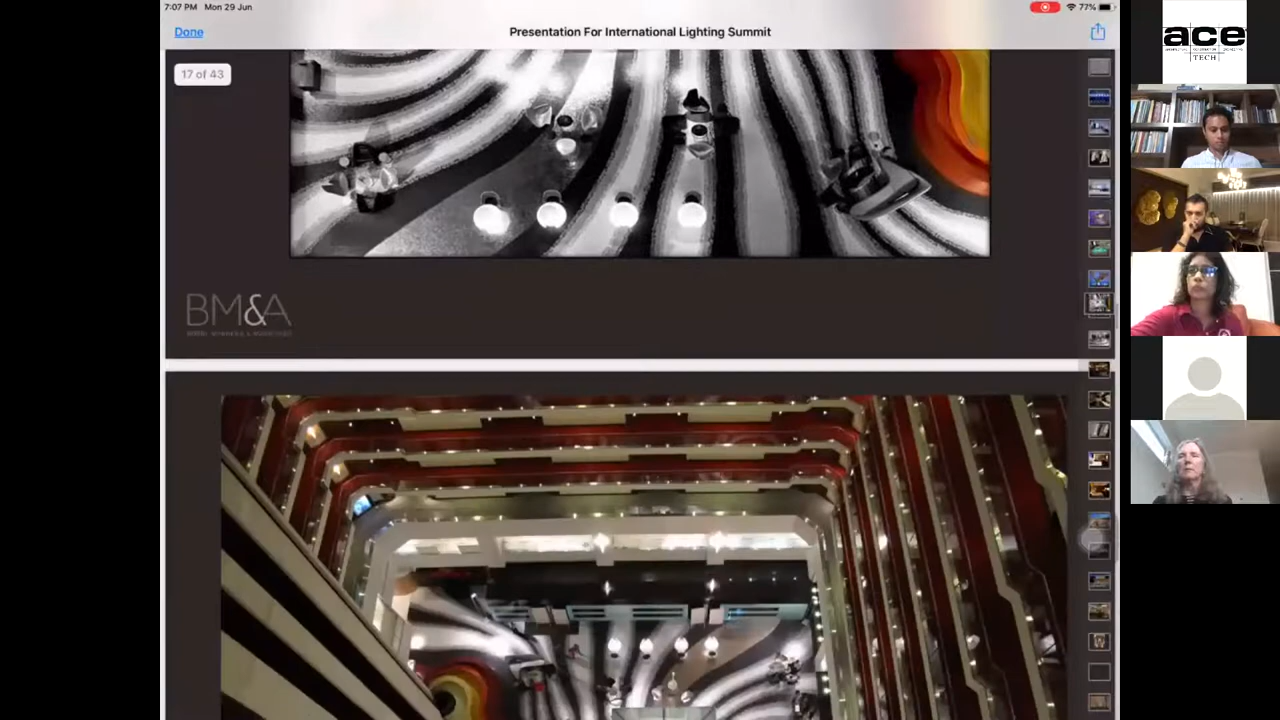 7:07 PM Mon 29 Jun
77%
Done
Presentation For International Lighting Summit
17 of 43
BM&A
ace
TECH